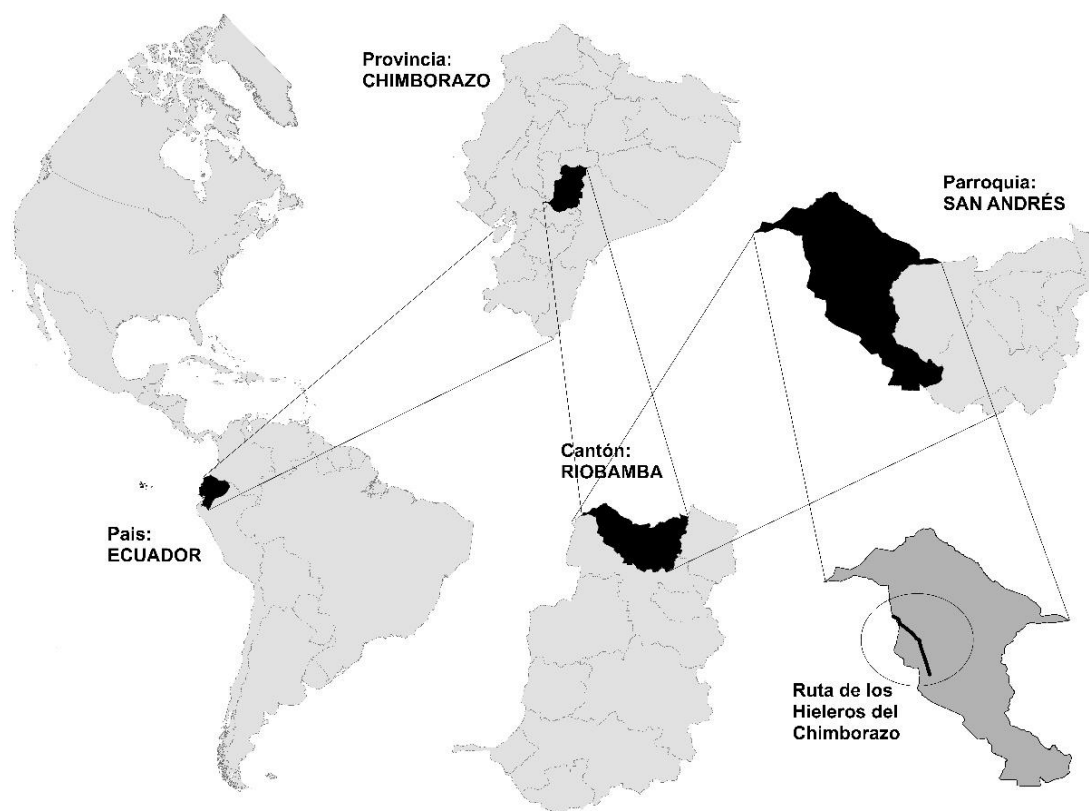 Provincia:
CHIMBORAZO
Parroquia:
SAN ANDRÉS
Cantón:
RIOBAMBA
Pais:
ECUADOR
Ruta de los
Hieleros del
Chimborazo